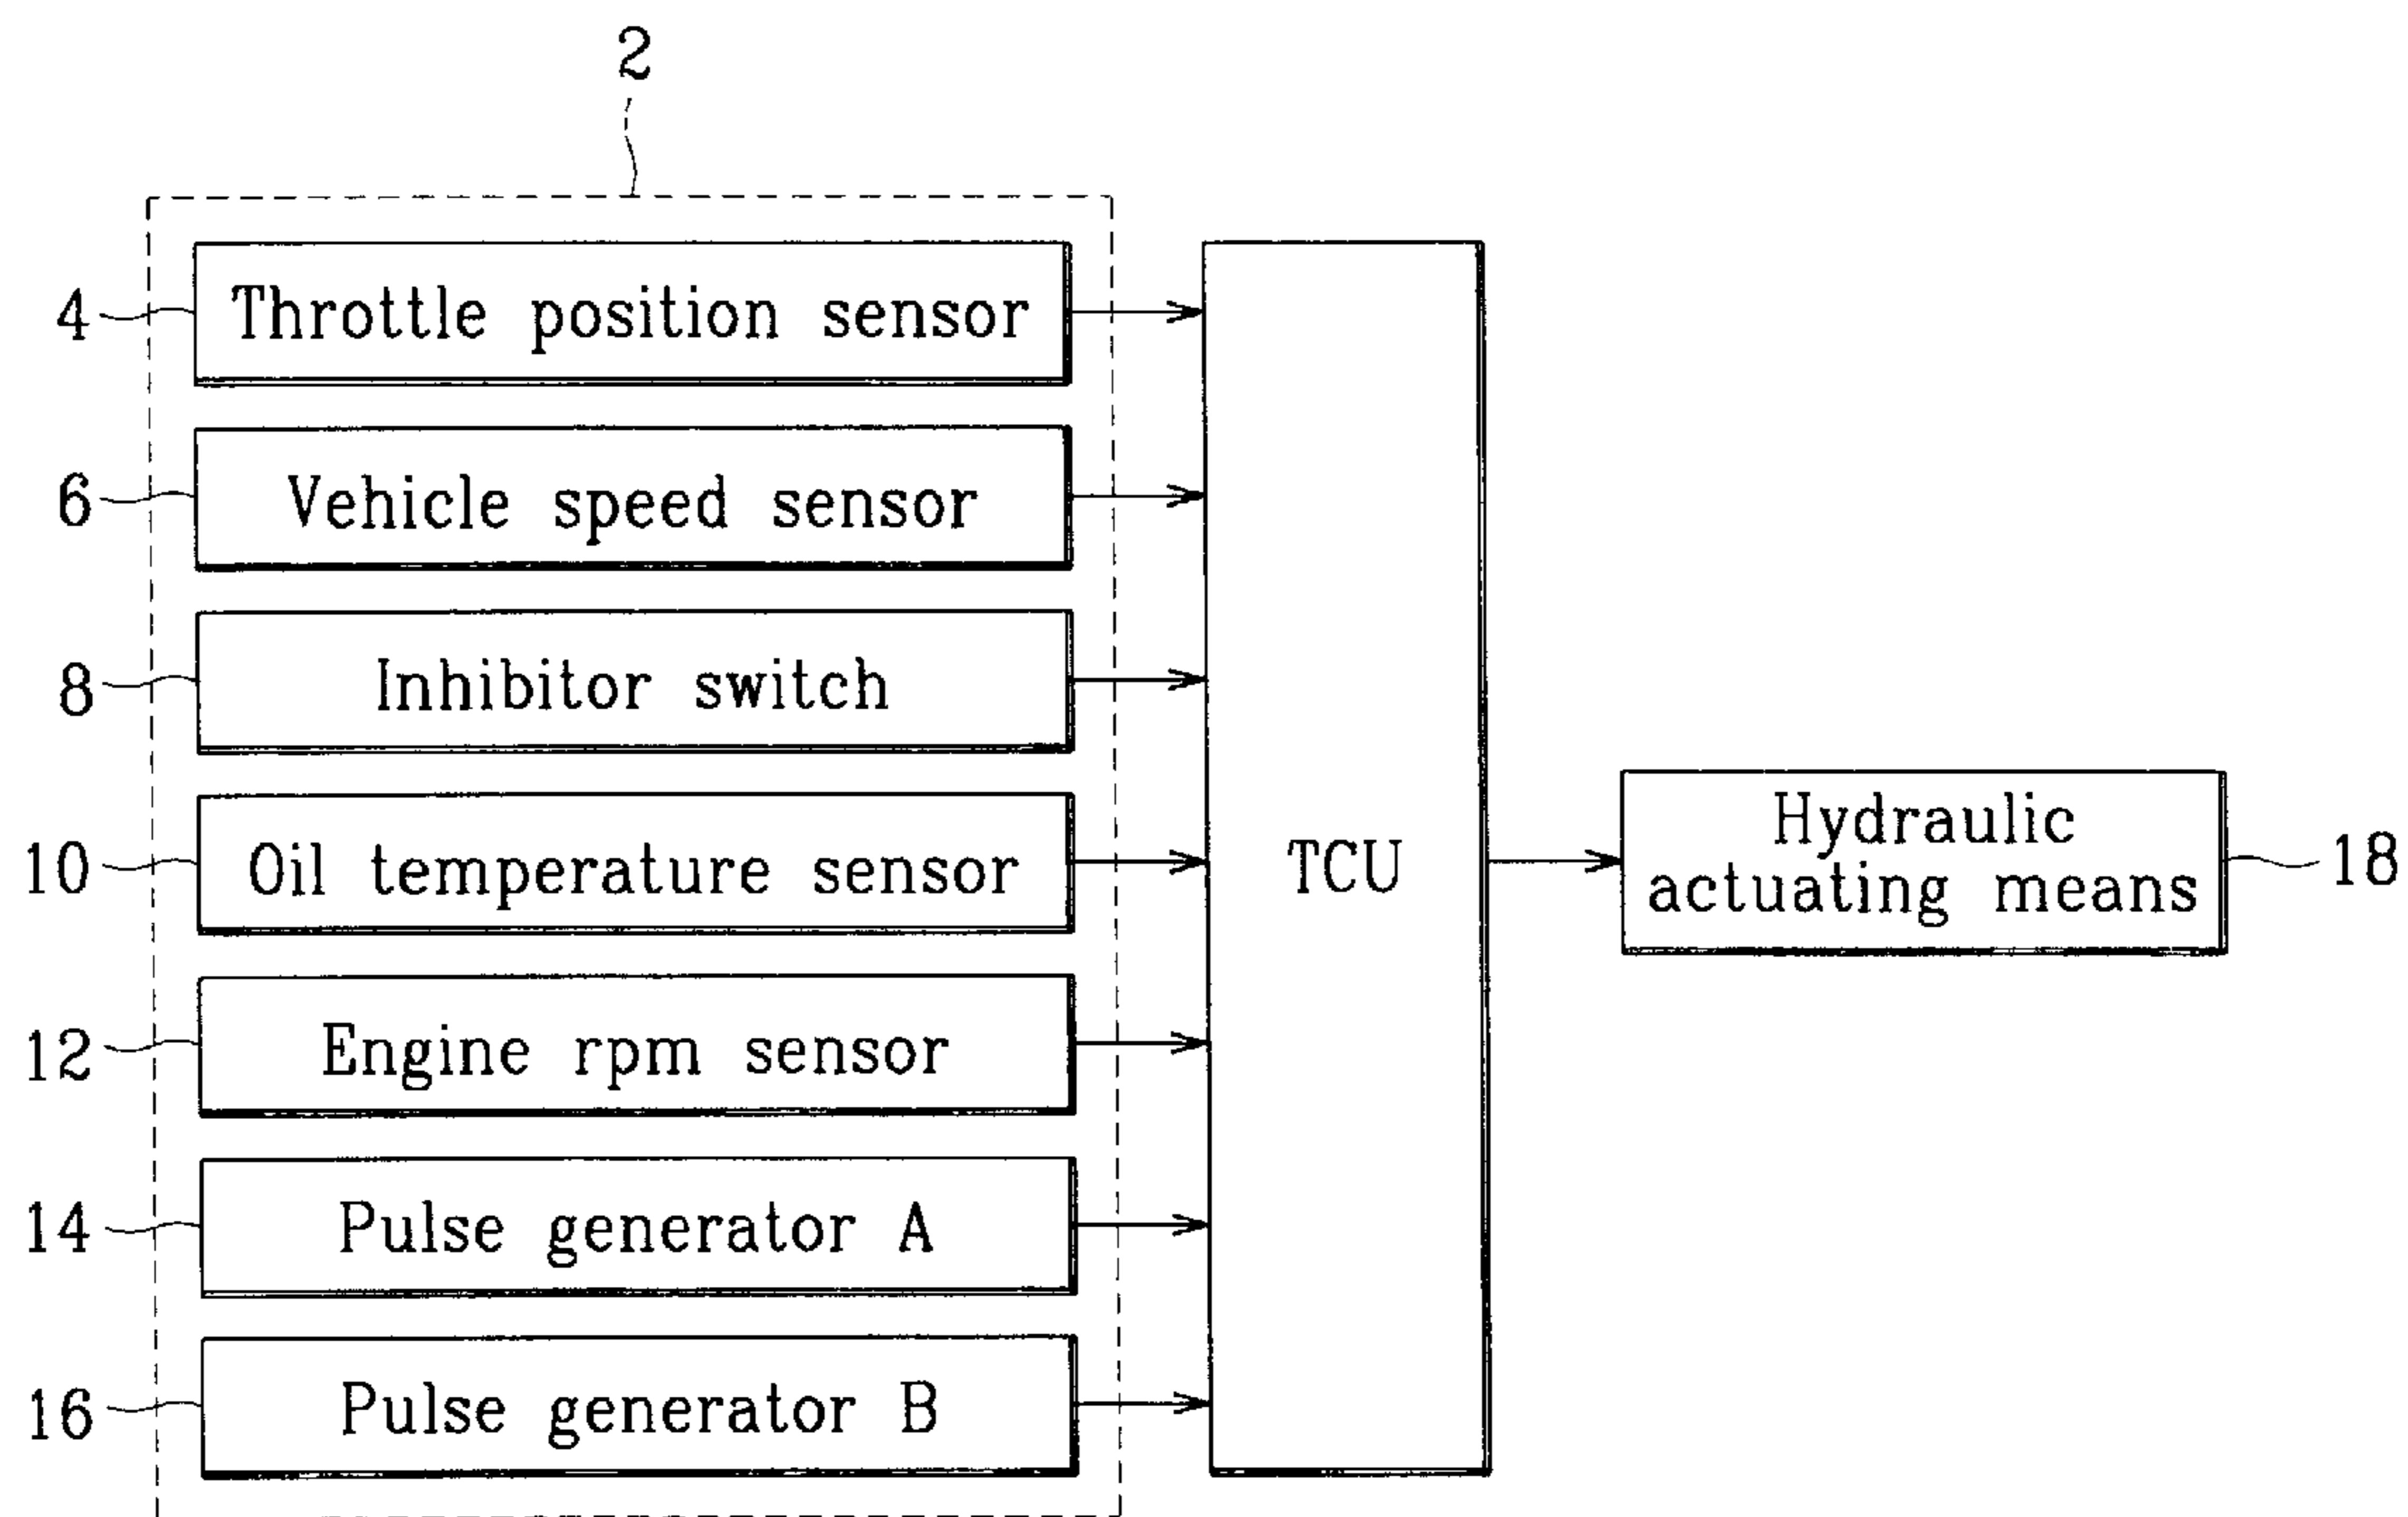 2
4 Throttle position sensor
6 Vehicle speed sensor
8 Inhibitor switch
10 Oil temperature sensor
12 Engine rpm sensor
14 Pulse generator A
16 Pulse generator B
TCU
Hydraulic
actuating means
18